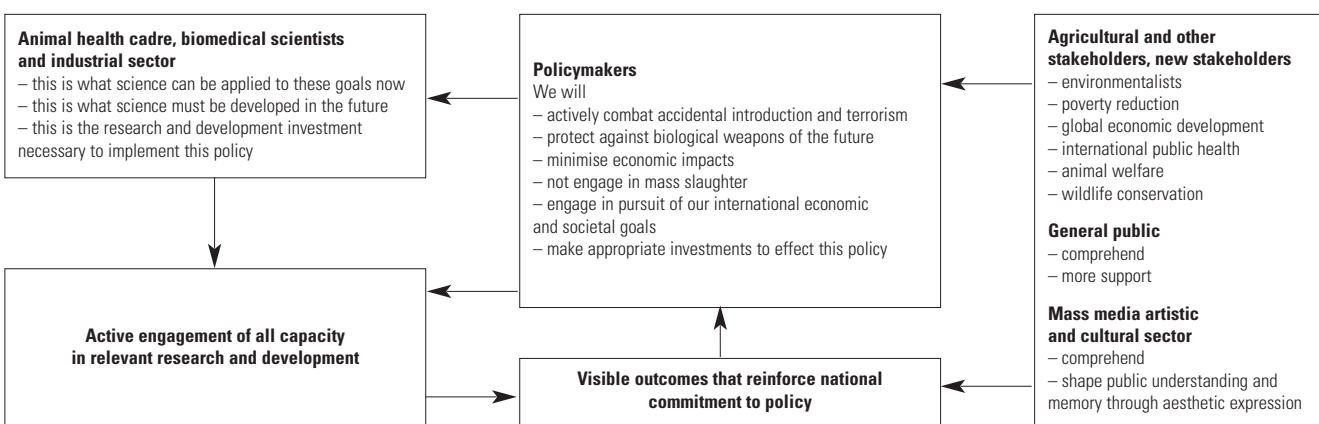 Animal health cadre, biomedical scientists
and industrial sector
– this is what science can be applied to these goals now
– this is what science must be developed in the future
– this is the research and development investment
necessary to implement this policy
Policymakers
We will
– actively combat accidental introduction and terrorism
– protect against biological weapons of the future
– minimise economic impacts
– not engage in mass slaughter
– engage in pursuit of our international economic
and societal goals
– make appropriate investments to effect this policy
Agricultural and other
stakeholders, new stakeholders
– environmentalists
– poverty reduction
– global economic development
– international public health
– animal welfare
– wildlife conservation
General public
– comprehend
– more support
Mass media artistic
and cultural sector
– comprehend
– shape public understanding and
memory through aesthetic expression
Active engagement of all capacity
in relevant research and development
Visible outcomes that reinforce national
commitment to policy